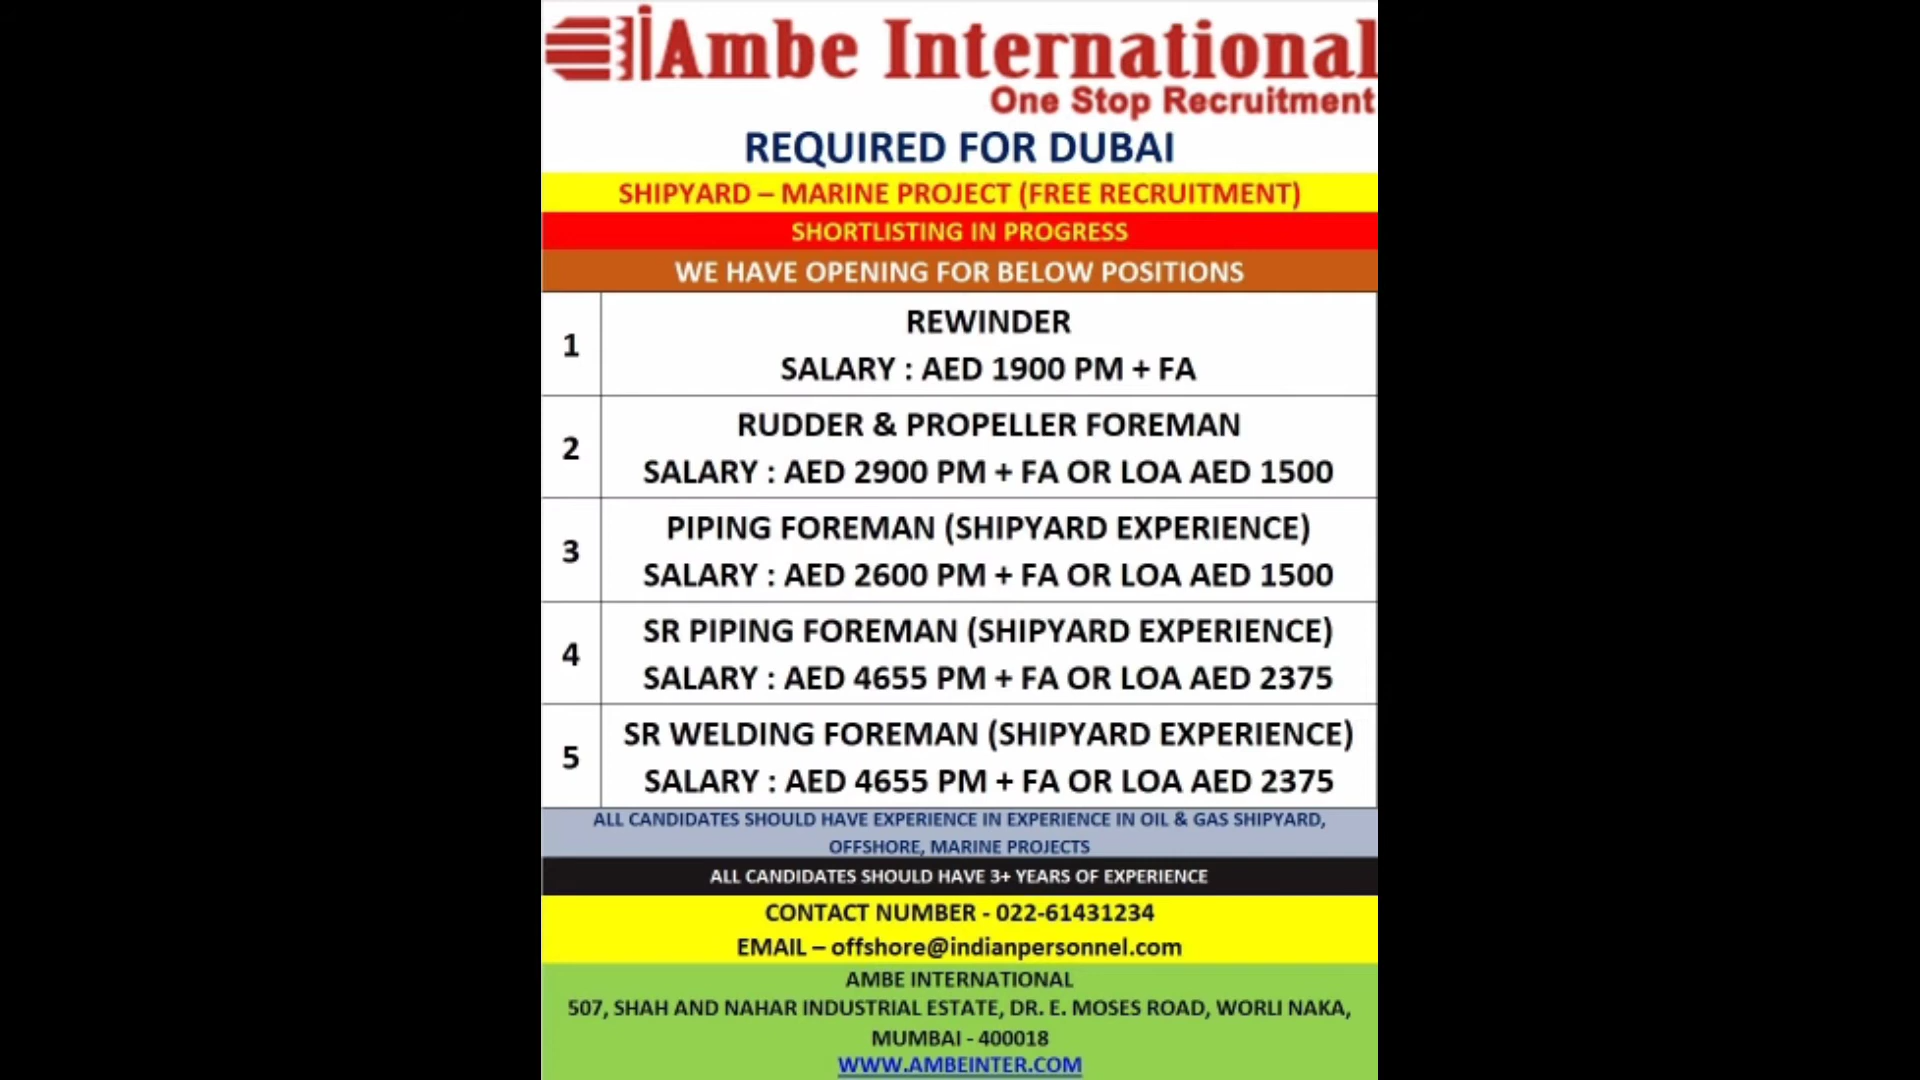 Ambe International
One Stop Recruitment
REQUIRED FOR DUBAI
SHIPYARD – MARINE PROJECT (FREE RECRUITMENT)
SHORTLISTING IN PROGRESS
WE HAVE OPENING FOR BELOW POSITIONS
1
REWINDER
SALARY : AED 1900 PM + FA
2
RUDDER & PROPELLER FOREMAN
SALARY : AED 2900 PM + FA OR LOA AED 1500
3
PIPING FOREMAN (SHIPYARD EXPERIENCE)
SALARY : AED 2600 PM + FA OR LOA AED 1500
4
SR PIPING FOREMAN (SHIPYARD EXPERIENCE)
SALARY : AED 4655 PM + FA OR LOA AED 2375
5
SR WELDING FOREMAN (SHIPYARD EXPERIENCE)
SALARY : AED 4655 PM + FA OR LOA AED 2375
ALL CANDIDATES SHOULD HAVE EXPERIENCE IN EXPERIENCE IN OIL & GAS SHIPYARD,
OFFSHORE, MARINE PROJECTS
ALL CANDIDATES SHOULD HAVE 3+ YEARS OF EXPERIENCE
CONTACT NUMBER - 022-61431234
EMAIL – offshore@indianpersonnel.com
AMBE INTERNATIONAL
507, SHAH AND NAHAR INDUSTRIAL ESTATE, DR. E. MOSES ROAD, WORLI NAKA,
MUMBAI - 400018
WWW.AMBEINTER.COM